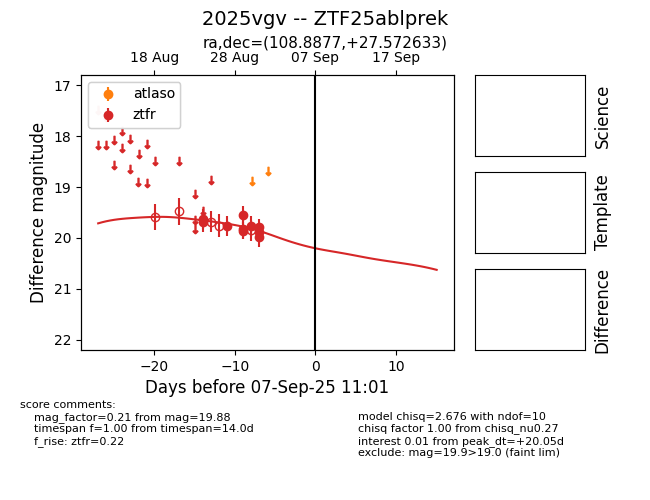 2025vgv -- ZTF25ablprek
ra,dec=(108.8877,+27.572633)
18 Aug 28 Aug 07 Sep 17 Sep
17
18
19
20
21
22
Difference magnitude
atlaso
ztfr
−20 −10 0 10
Days before 07-Sep-25 11:01
Science
Template
Difference
score comments:
mag_factor=0.21 from mag=19.88
timespan f=1.00 from timespan=14.0d
f_rise: ztfr=0.22
model chisq=2.676 with ndof=10
chisq factor 1.00 from chisq_nu0.27
interest 0.01 from peak_dt=+20.05d
exclude: mag=19.9>19.0 (faint lim)